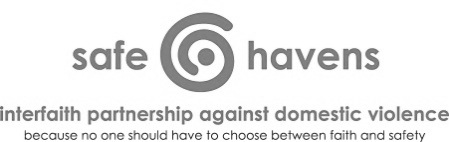 safe havens
interfaith partnership against domestic violence
because no one should have to choose between faith and safety